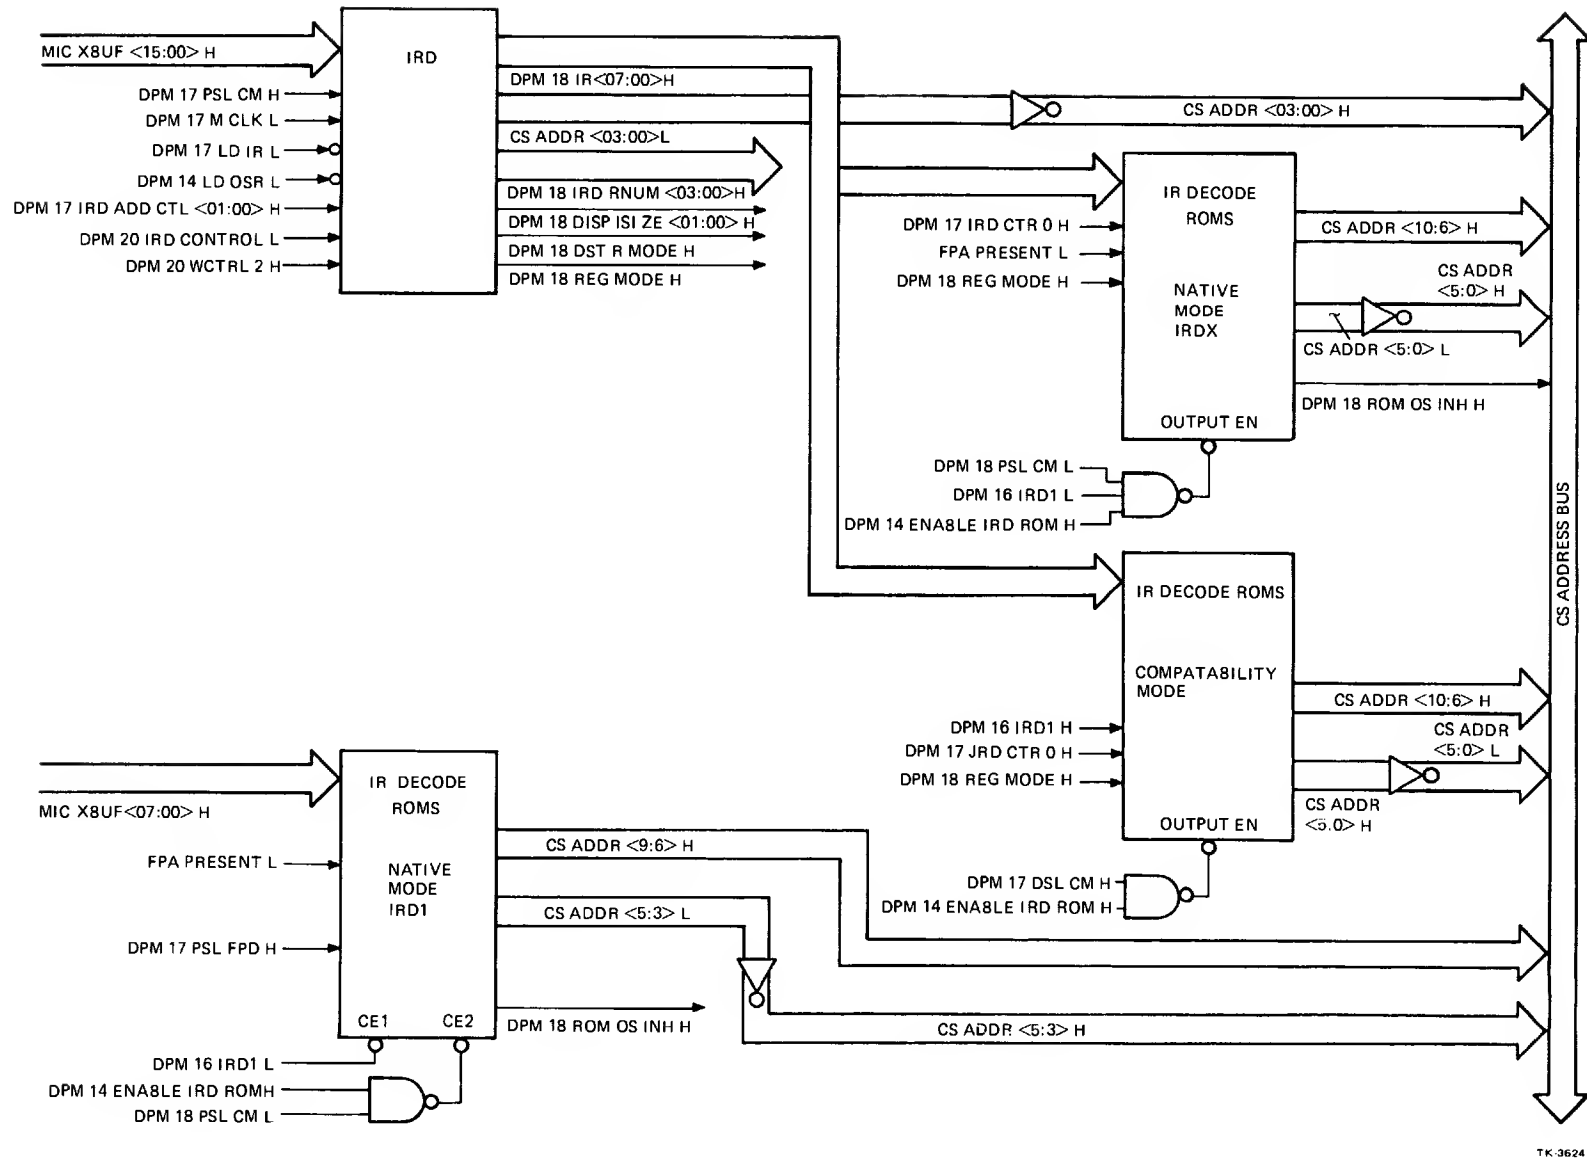 MIC X8UF <15:00> H
DPM 17 PSL CM H
DPM 17 M CLK L
DPM 17 LD IR L
DPM 14 LD OSR L
DPM 17 IRD ADD CTL <01:00> H
DPM 20 IRD CONTROL L
DPM 20 WCTRL 2 H
IRD
DPM 18 IR<07:00>H
CS ADDR <03:00>L
DPM 18 IRD RNUM <03:00>H
DPM 18 DISP ISI ZE <01:00>H
DPM 18 DST R MODE H
DPM 18 REG MODE H
CS ADDR <03:00> H
IR DECODE
ROMS
NATIVE
MODE
IRDX
OUTPUT EN
DPM 17 IRD CTR 0 H
FPA PRESENT L
DPM 18 REG MODE H
CS ADDR <10:6> H
CS ADDR
<5:0> H
CS ADDR <5:0> L
DPM 18 ROM OS INH H
DPM 18 PSL CM L
DPM 16 IRD1 L
DPM 14 ENA8LE IRD ROM H
CS ADDRESS BUS
IR DECODE ROMS
COMPATA8ILITY
MODE
OUTPUT EN
DPM 16 IRD1 H
DPM 17 JRD CTR 0 H
DPM 18 REG MODE H
CS ADDR <10:6> H
CS ADDR
<5:0> L
CS ADDR
<5.0> H
DPM 17 DSL CM H
DPM 14 ENA8LE IRD ROM H
MIC X8UF<07:00> H
FPA PRESENT L
DPM 17 PSL FPD H
IR DECODE
ROMS
NATIVE
MODE
IRD1
CE1 CE2
CS ADDR <9:6> H
CS ADDR <5:3> L
DPM 18 ROM OS INH H
CS ADDR <5:3> H
DPM 16 IRD1 L
DPM 14 ENA8LE IRD ROMH
DPM 18 PSL CM L
TK-3624